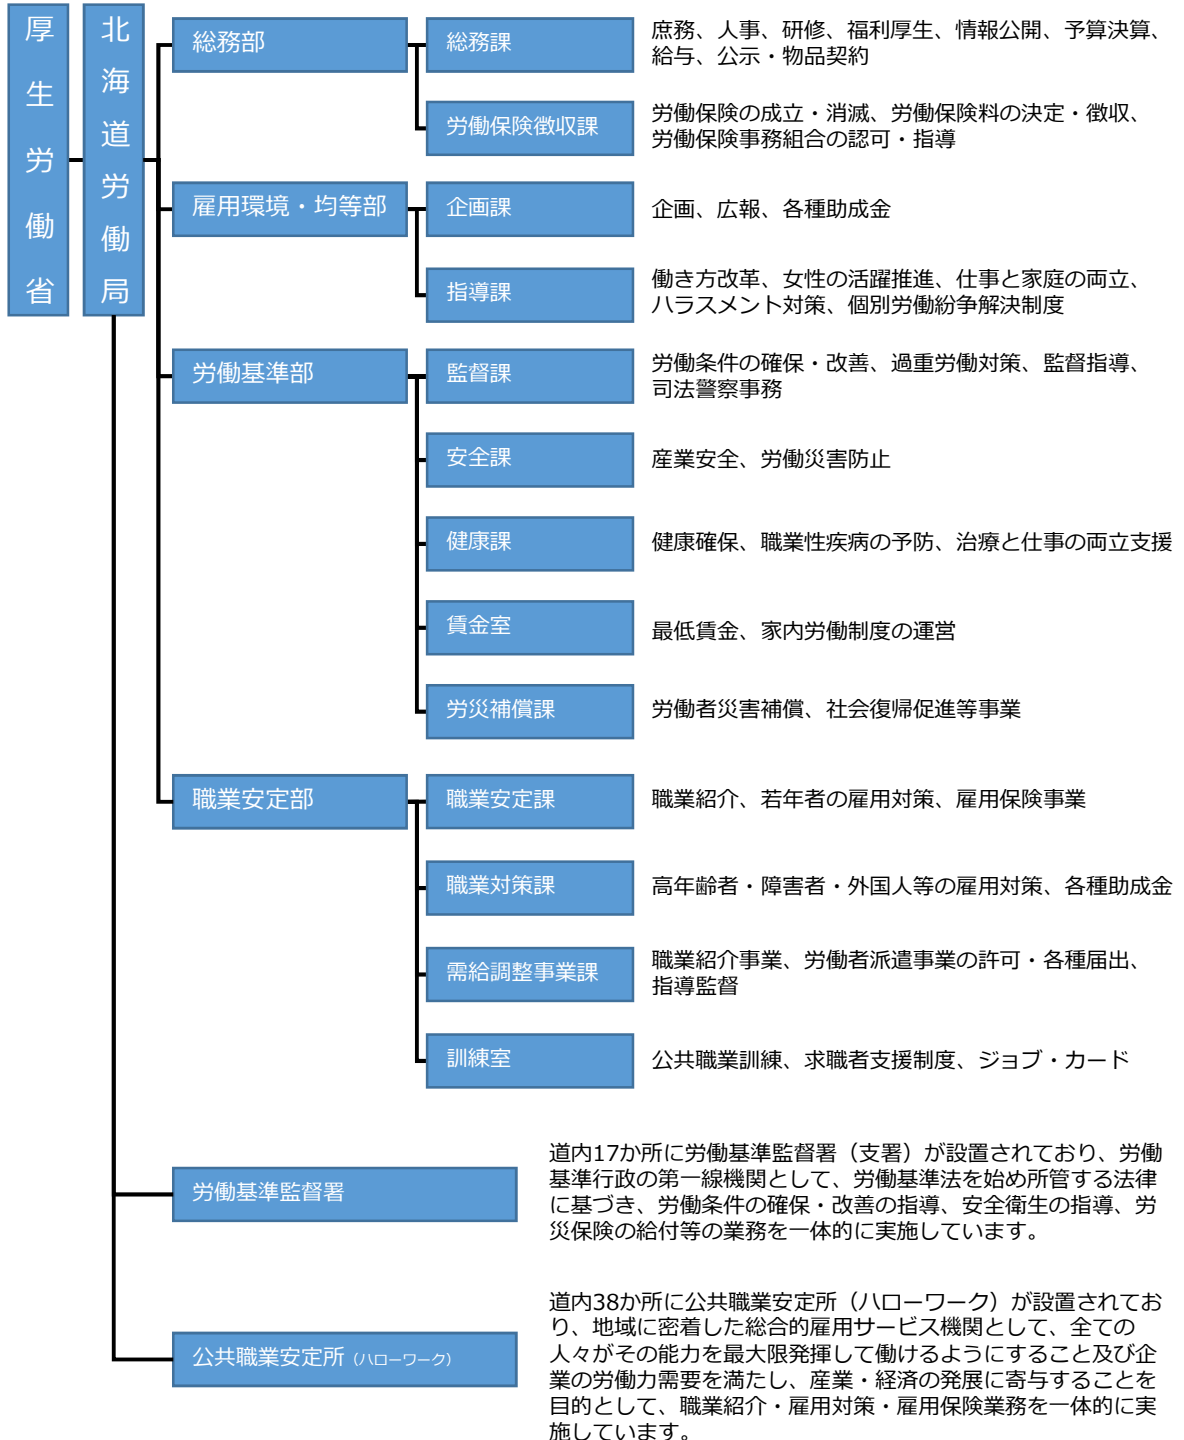 厚生労働省
北海道労働局
総務部
総務課
庶務、人事、研修、福利厚生、情報公開、予算決算、
給与、公示・物品契約
労働保険徴収課
労働保険の成立・消滅、労働保険料の決定・徴収、
労働保険事務組合の認可・指導
雇用環境・均等部
企画課
企画、広報、各種助成金
指導課
働き方改革、女性の活躍推進、仕事と家庭の両立、
ハラスメント対策、個別労働紛争解決制度
労働基準部
監督課
労働条件の確保・改善、過重労働対策、監督指導、
司法警察事務
安全課
産業安全、労働災害防止
健康課
健康確保、職業性疾病の予防、治療と仕事の両立支援
賃金室
最低賃金、家内労働制度の運営
労災補償課
労働者災害補償、社会復帰促進等事業
職業安定部
職業安定課
職業紹介、若年者の雇用対策、雇用保険事業
職業対策課
高年齢者・障害者・外国人等の雇用対策、各種助成金
需給調整事業課
職業紹介事業、労働者派遣事業の許可・各種届出、
指導監督
訓練室
公共職業訓練、求職者支援制度、ジョブ・カード
労働基準監督署
道内17か所に労働基準監督署（支署）が設置されており、労働
基準行政の第一線機関として、労働基準法を始め所管する法律
に基づき、労働条件の確保・改善の指導、安全衛生の指導、労
災保険の給付等の業務を一体的に実施しています。
公共職業安定所（ハローワーク）
道内38か所に公共職業安定所（ハローワーク）が設置されてお
り、地域に密着した総合的雇用サービス機関として、全ての
人々がその能力を最大限発揮して働けるようにすること及び企
業の労働力需要を満たし、産業・経済の発展に寄与することを
目的として、職業紹介・雇用対策・雇用保険業務を一体的に実
施しています。